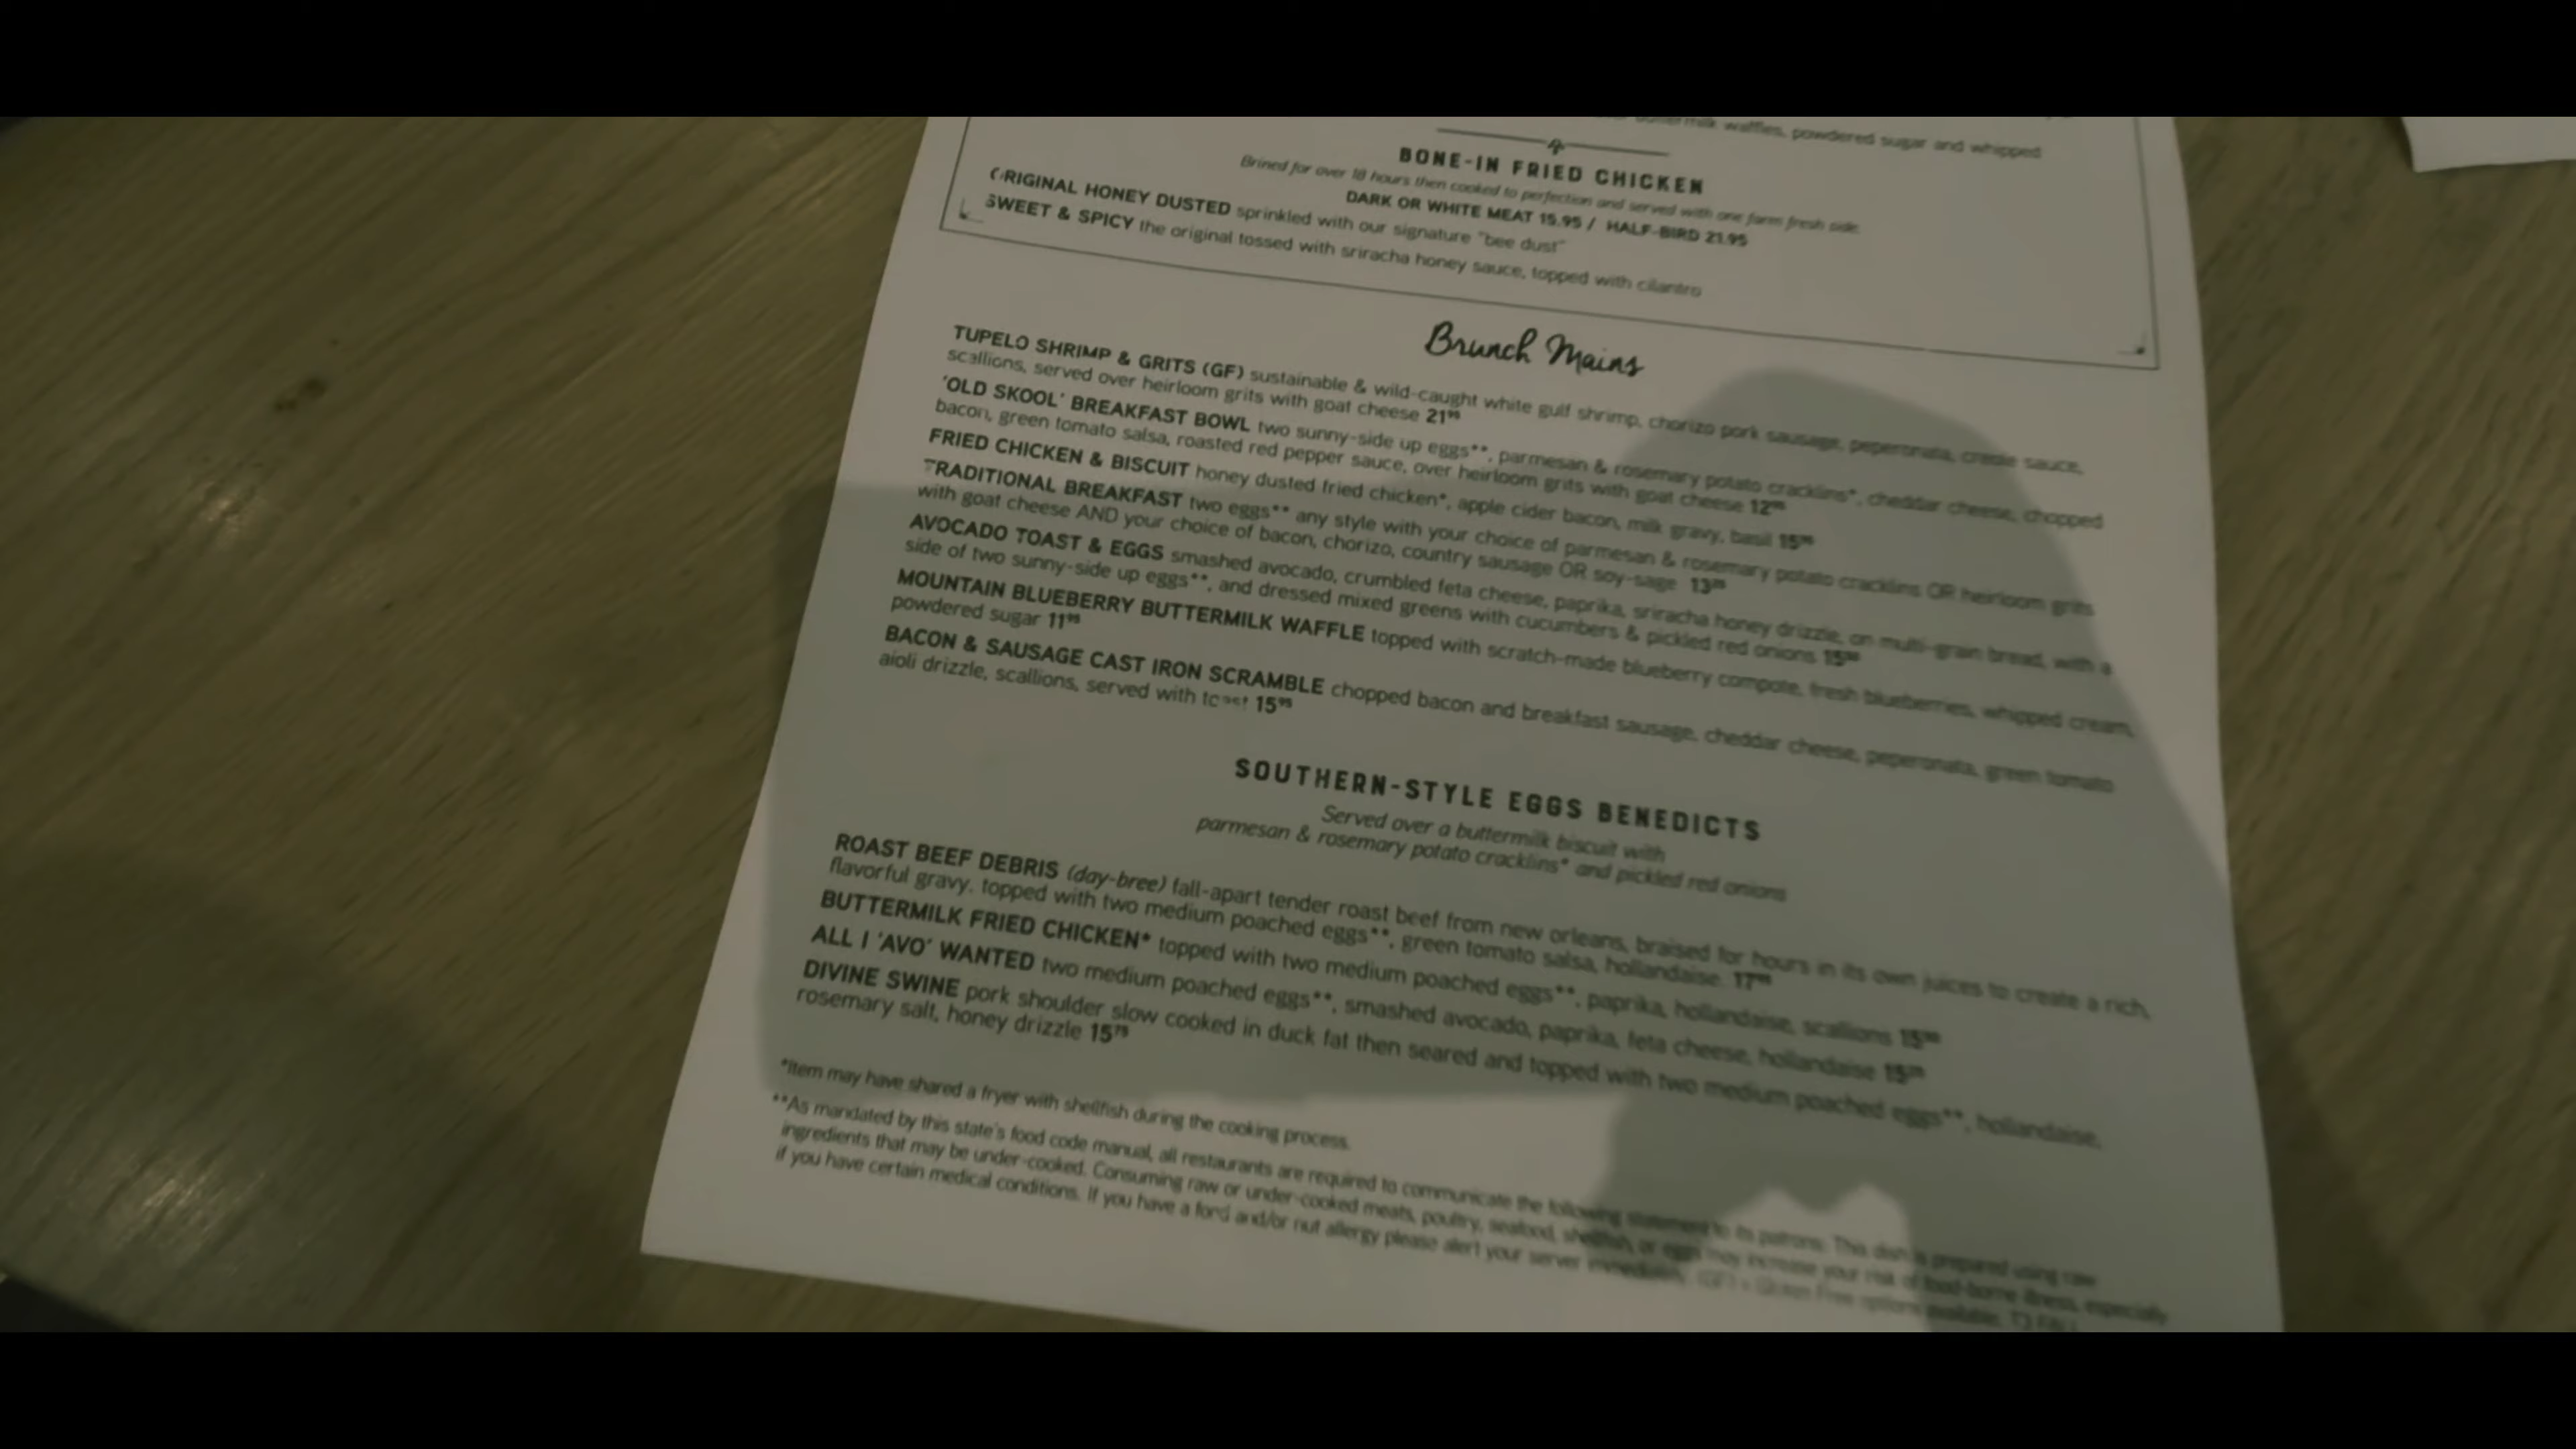 buttermilk waffles, powdered sugar and whipped
BONE-IN FRIED CHICKEN
Brined for over 18 hours then cooked to perfection and served with one farm fresh side.
DARK OR WHITE MEAT 15.95 / HALF-BIRD 21.95
ORIGINAL HONEY DUSTED sprinkled with our signature "bee dust"
SWEET & SPICY the original tossed with sriracha honey sauce, topped with cilantro
Brunch Mains
TUPELO SHRIMP & GRITS (GF) sustainable & wild-caught white gulf shrimp, chorizo pork sausage, peperonata, creole sauce,
scallions, served over heirloom grits with goat cheese 21
'OLD SKOOL' BREAKFAST BOWL two sunny-side up eggs**, parmesan & rosemary potato cracklins*, cheddar cheese, chopped
bacon, green tomato salsa, roasted red pepper sauce, over heirloom grits with goat cheese 12
FRIED CHICKEN & BISCUIT honey dusted fried chicken*, apple cider bacon, milk gravy, basil 15
TRADITIONAL BREAKFAST two eggs** any style with your choice of parmesan & rosemary potato cracklins OR heirloom grits
with goat cheese AND your choice of bacon, chorizo, country sausage OR soy-sage 13
AVOCADO TOAST & EGGS smashed avocado, crumbled feta cheese, paprika, sriracha honey drizzle, on multi-grain bread, with a
side of two sunny-side up eggs**, and dressed mixed greens with cucumbers & pickled red onions 15
MOUNTAIN BLUEBERRY BUTTERMILK WAFFLE topped with scratch-made blueberry compote, fresh blueberries, whipped cream,
powdered sugar 11⁹⁵
BACON & SAUSAGE CAST IRON SCRAMBLE chopped bacon and breakfast sausage, cheddar cheese, peperonata, green tomato
aioli drizzle, scallions, served with toast 15⁹⁵
SOUTHERN-STYLE EGGS BENEDICTS
Served over a buttermilk biscuit with
parmesan & rosemary potato cracklins* and pickled red onions
ROAST BEEF DEBRIS (day-bree) fall-apart tender roast beef from new orleans, braised for hours in its own juices to create a rich,
flavorful gravy, topped with two medium poached eggs**, green tomato salsa, hollandaise. 17
BUTTERMILK FRIED CHICKEN* topped with two medium poached eggs**, paprika, hollandaise, scallions 15
ALL I 'AVO' WANTED two medium poached eggs**, smashed avocado, paprika, feta cheese, hollandaise 15
DIVINE SWINE pork shoulder slow cooked in duck fat then seared and topped with two medium poached eggs**, hollandaise,
rosemary salt, honey drizzle 15⁷⁵
*Item may have shared a fryer with shellfish during the cooking process.
**As mandated by this state's food code manual, all restaurants are required to communicate the following statement to its patrons: This dish is prepared using raw
ingredients that may be under-cooked. Consuming raw or under-cooked meats, poultry, seafood, shellfish, or eggs may increase your risk of food-borne illness, especially
if you have certain medical conditions. If you have a food and/or nut allergy please alert your server immediately. (GF) = Gluten Free options available.